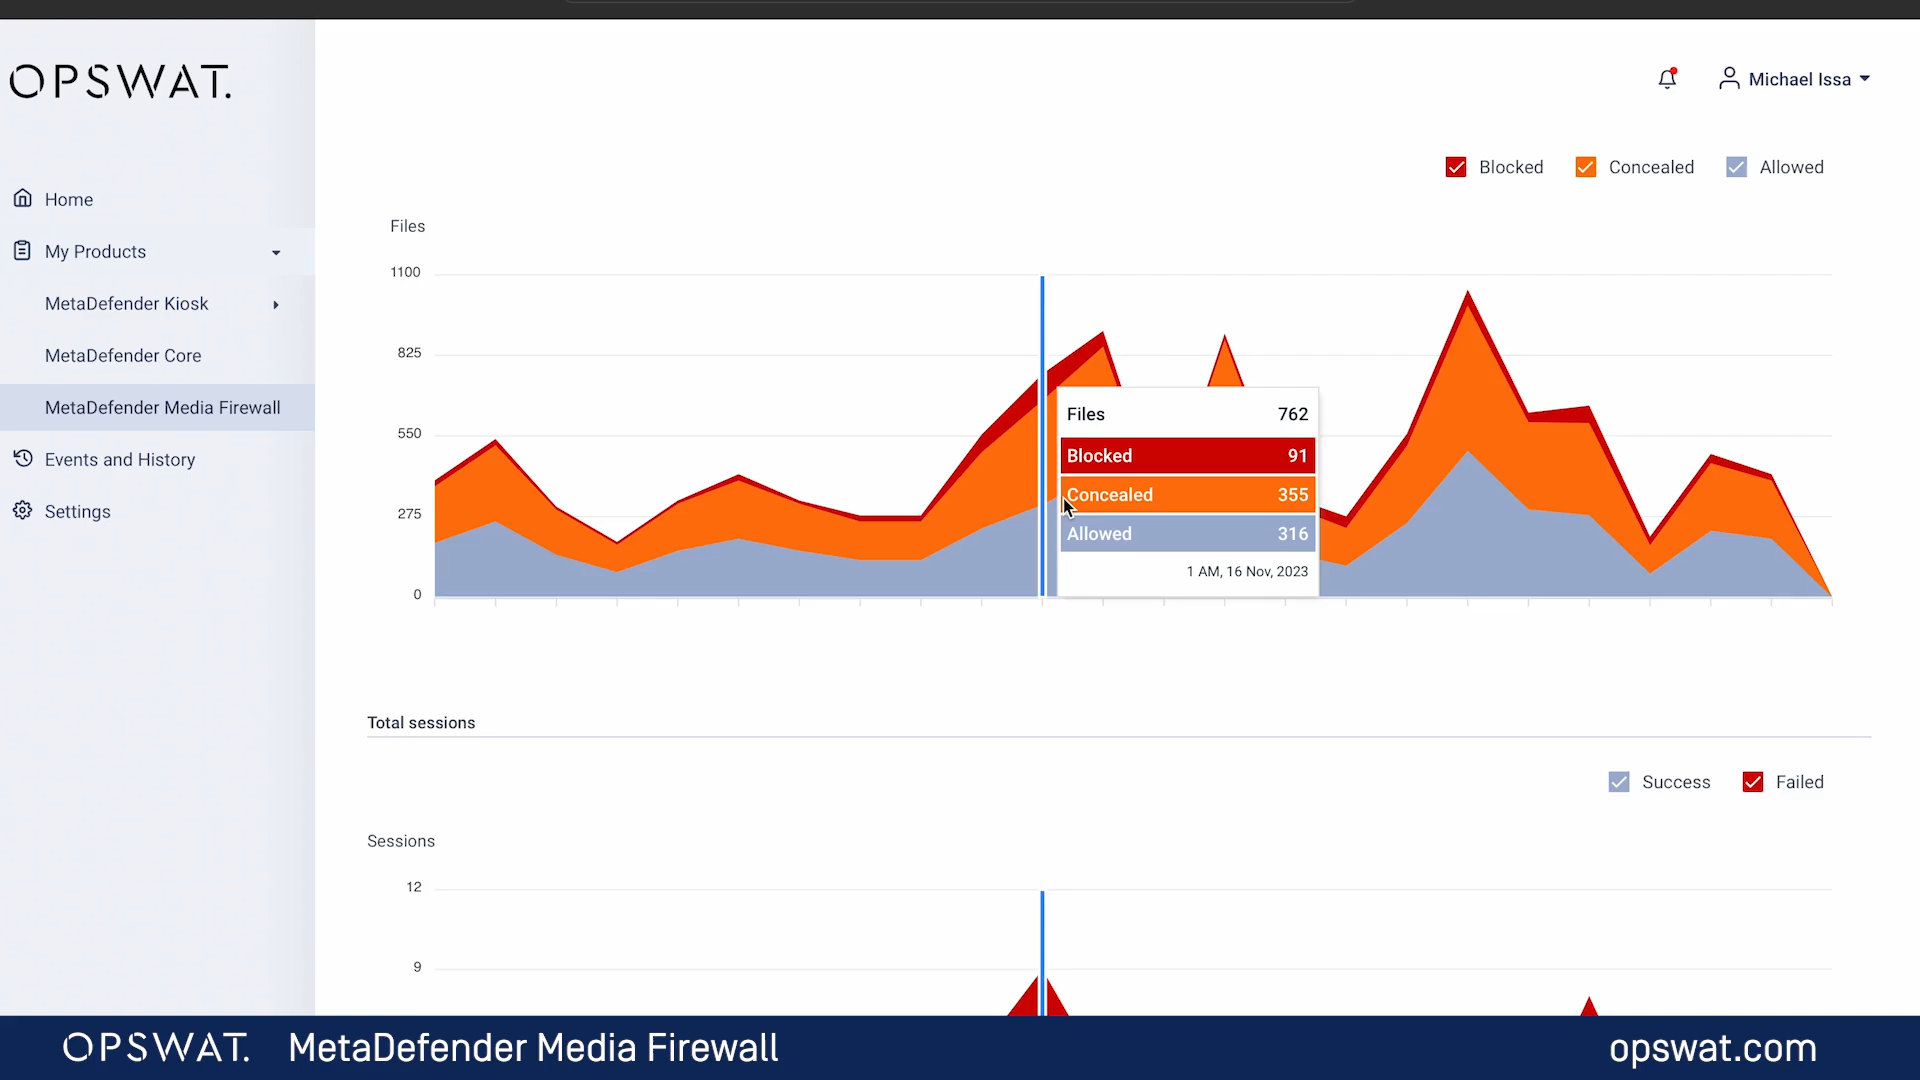 OPSWAT.
Michael Issa
Home
My Products
MetaDefender Kiosk
MetaDefender Core
MetaDefender Media Firewall
Events and History
Settings
Blocked Concealed Allowed
Files
1100
825
550
275
0
Files 762
Blocked 91
Concealed 355
Allowed 316
1 AM, 16 Nov, 2023
Total sessions
Success Failed
Sessions
12
9
OPSWAT. MetaDefender Media Firewall opswat.com